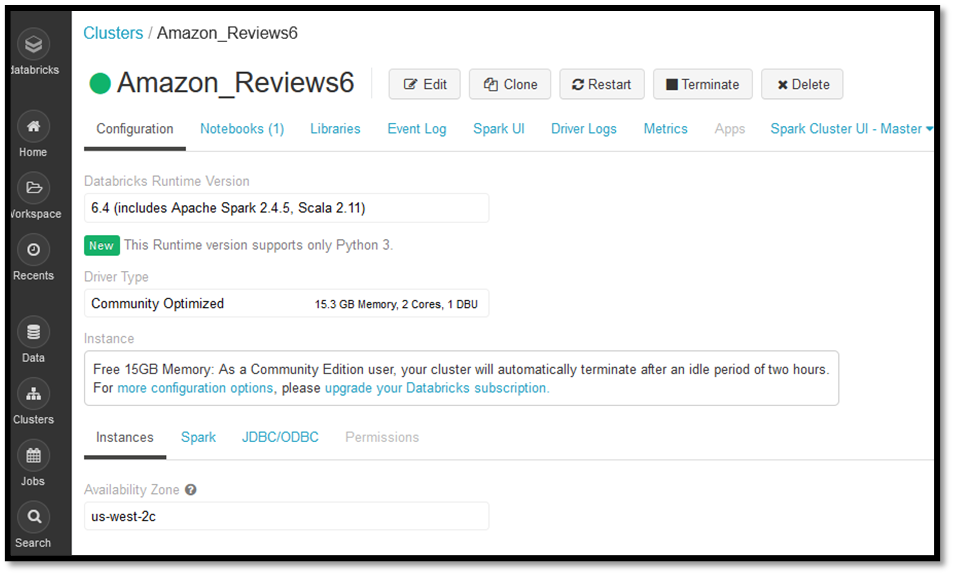 databricks
Home
Workspace
Recents
Data
Clusters
Jobs
Search
Clusters / Amazon_Reviews6
Amazon_Reviews6
Edit
Clone
Restart
Terminate
Delete
Configuration
Notebooks (1)
Libraries
Event Log
Spark UI
Driver Logs
Metrics
Apps
Spark Cluster UI - Master
Databricks Runtime Version
6.4 (includes Apache Spark 2.4.5, Scala 2.11)
New This Runtime version supports only Python 3.
Driver Type
Community Optimized 15.3 GB Memory, 2 Cores, 1 DBU
Instance
Free 15GB Memory: As a Community Edition user, your cluster will automatically terminate after an idle period of two hours.
For more configuration options, please upgrade your Databricks subscription.
Instances
Spark
JDBC/ODBC
Permissions
Availability Zone
us-west-2c